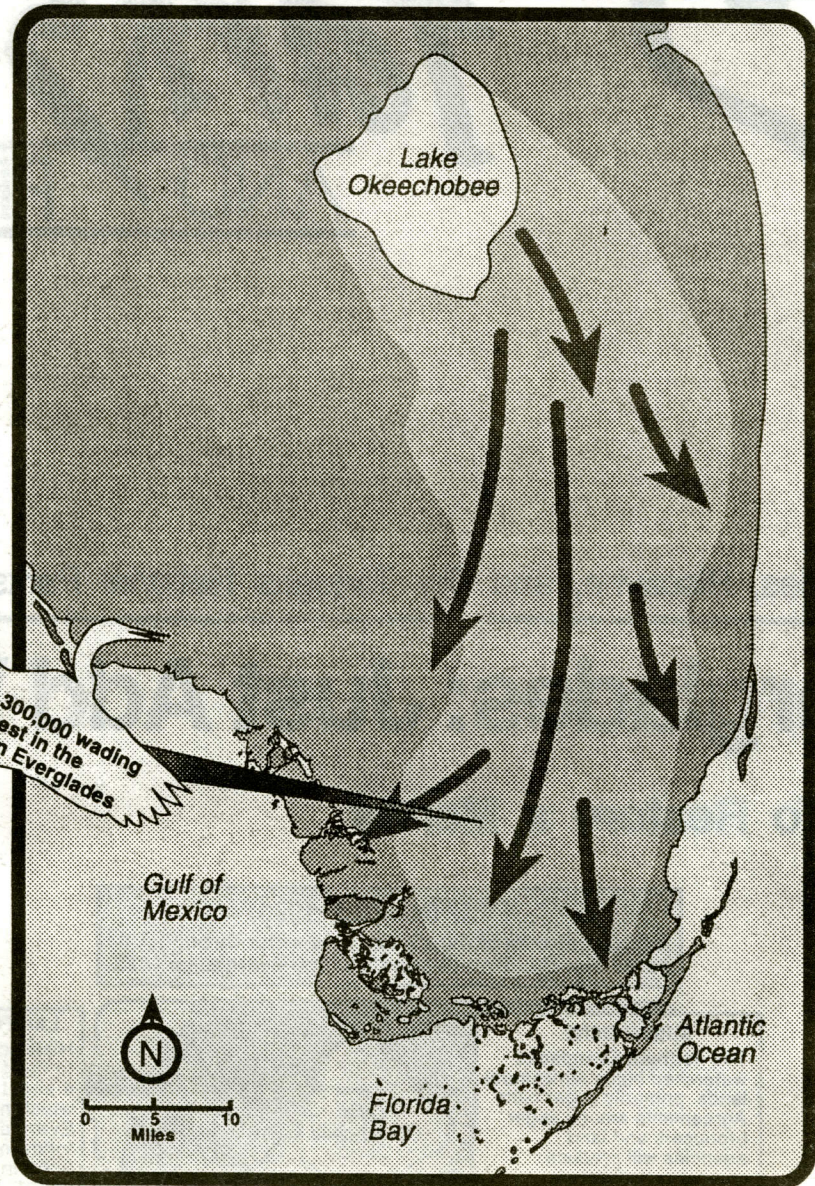 Lake
Okeechobee
300,000 wading
est in the
n Everglades
Gulf of
Mexico
N
0 5 10
Miles
Florida
Bay
Atlantic
Ocean